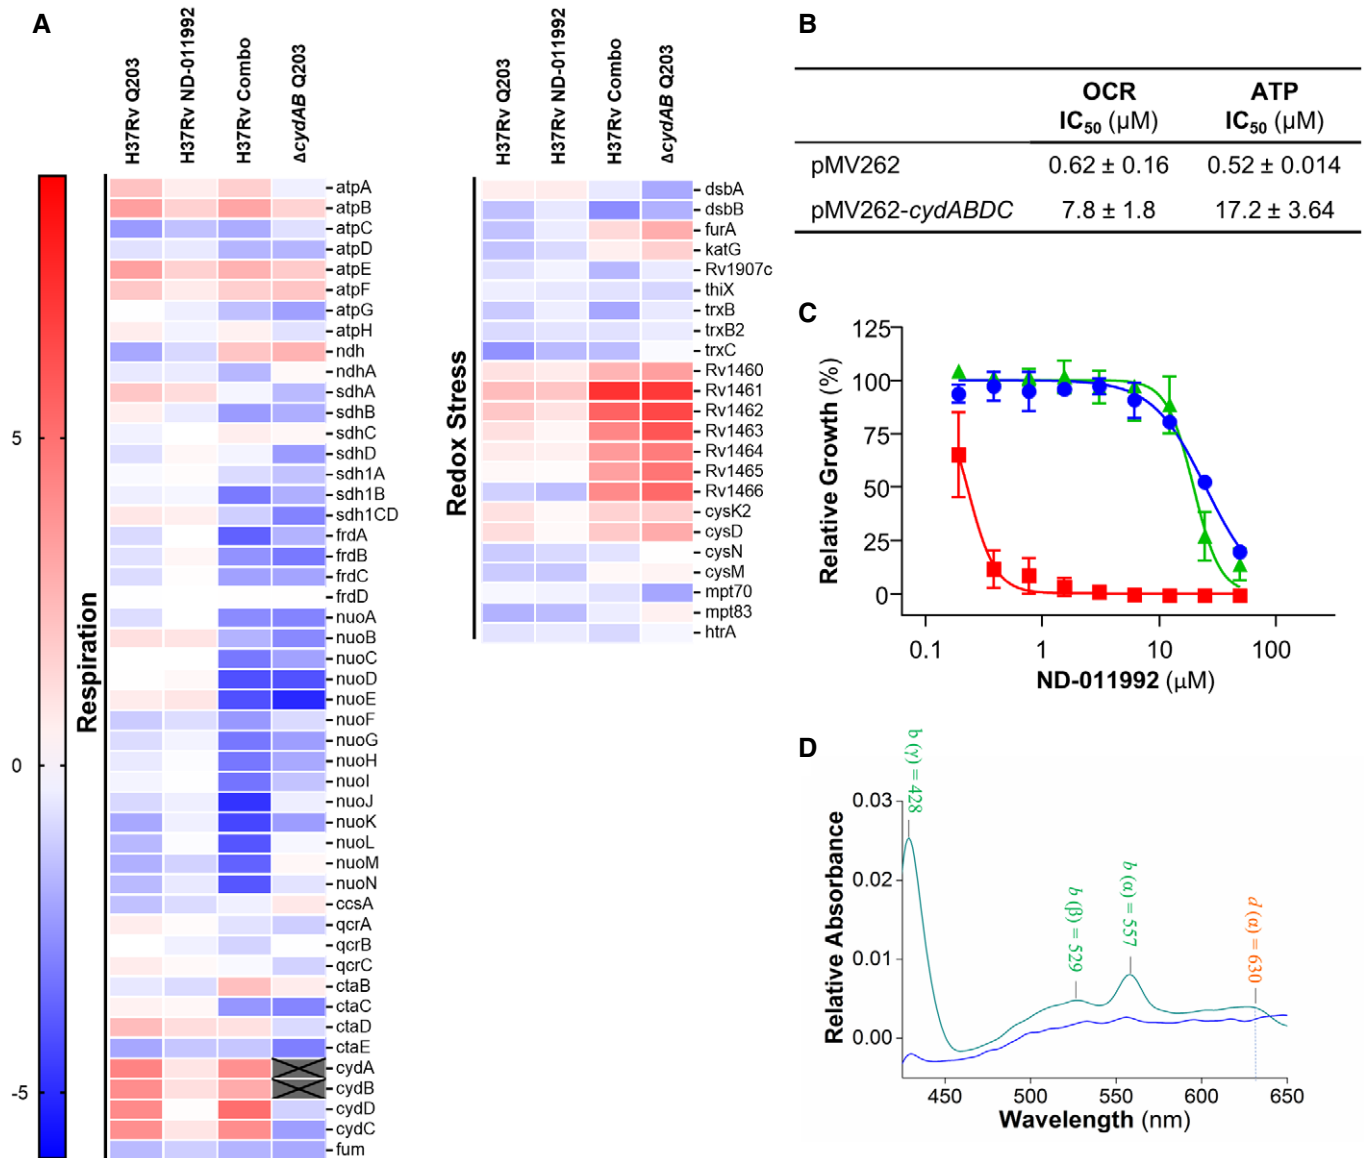 A
H37Rv Q203
H37Rv ND-011992
H37Rv Combo
ΔcydAB Q203
5
0
-5
Respiration
atpA
atpB
atpC
atpD
atpE
atpF
atpG
atpH
ndh
ndhA
sdhA
sdhB
sdhC
sdhD
sdh1A
sdh1B
sdh1CD
frdA
frdB
frdC
frdD
nuoA
nuoB
nuoC
nuoD
nuoE
nuoF
nuoG
nuoH
nuoI
nuoJ
nuoK
nuoL
nuoM
nuoN
ccsA
qcrA
qcrB
qcrC
ctaB
ctaC
ctaD
ctaE
cydA
cydB
cydD
cydC
fum
H37Rv Q203
H37Rv ND-011992
H37Rv Combo
ΔcydAB Q203
Redox Stress
dsbA
dsbB
furA
katG
Rv1907c
thiX
trxB
trxB2
trxC
Rv1460
Rv1461
Rv1462
Rv1463
Rv1464
Rv1465
Rv1466
cysK2
cysD
cysN
cysM
mpt70
mpt83
htrA
B
OCR ATP
IC50 (µM) IC50 (µM)
pMV262 0.62 ± 0.16 0.52 ± 0.014
pMV262-cydABDC 7.8 ± 1.8 17.2 ± 3.64
C
Relative Growth (%)
125
100
75
50
25
0
0.1 1 10 100
ND-011992 (µM)
D
Relative Absorbance
0.03
0.02
0.01
0.00
b (γ) = 428
b (β) = 529
b (α) = 557
d (α) = 630
450 500 550 600 650
Wavelength (nm)